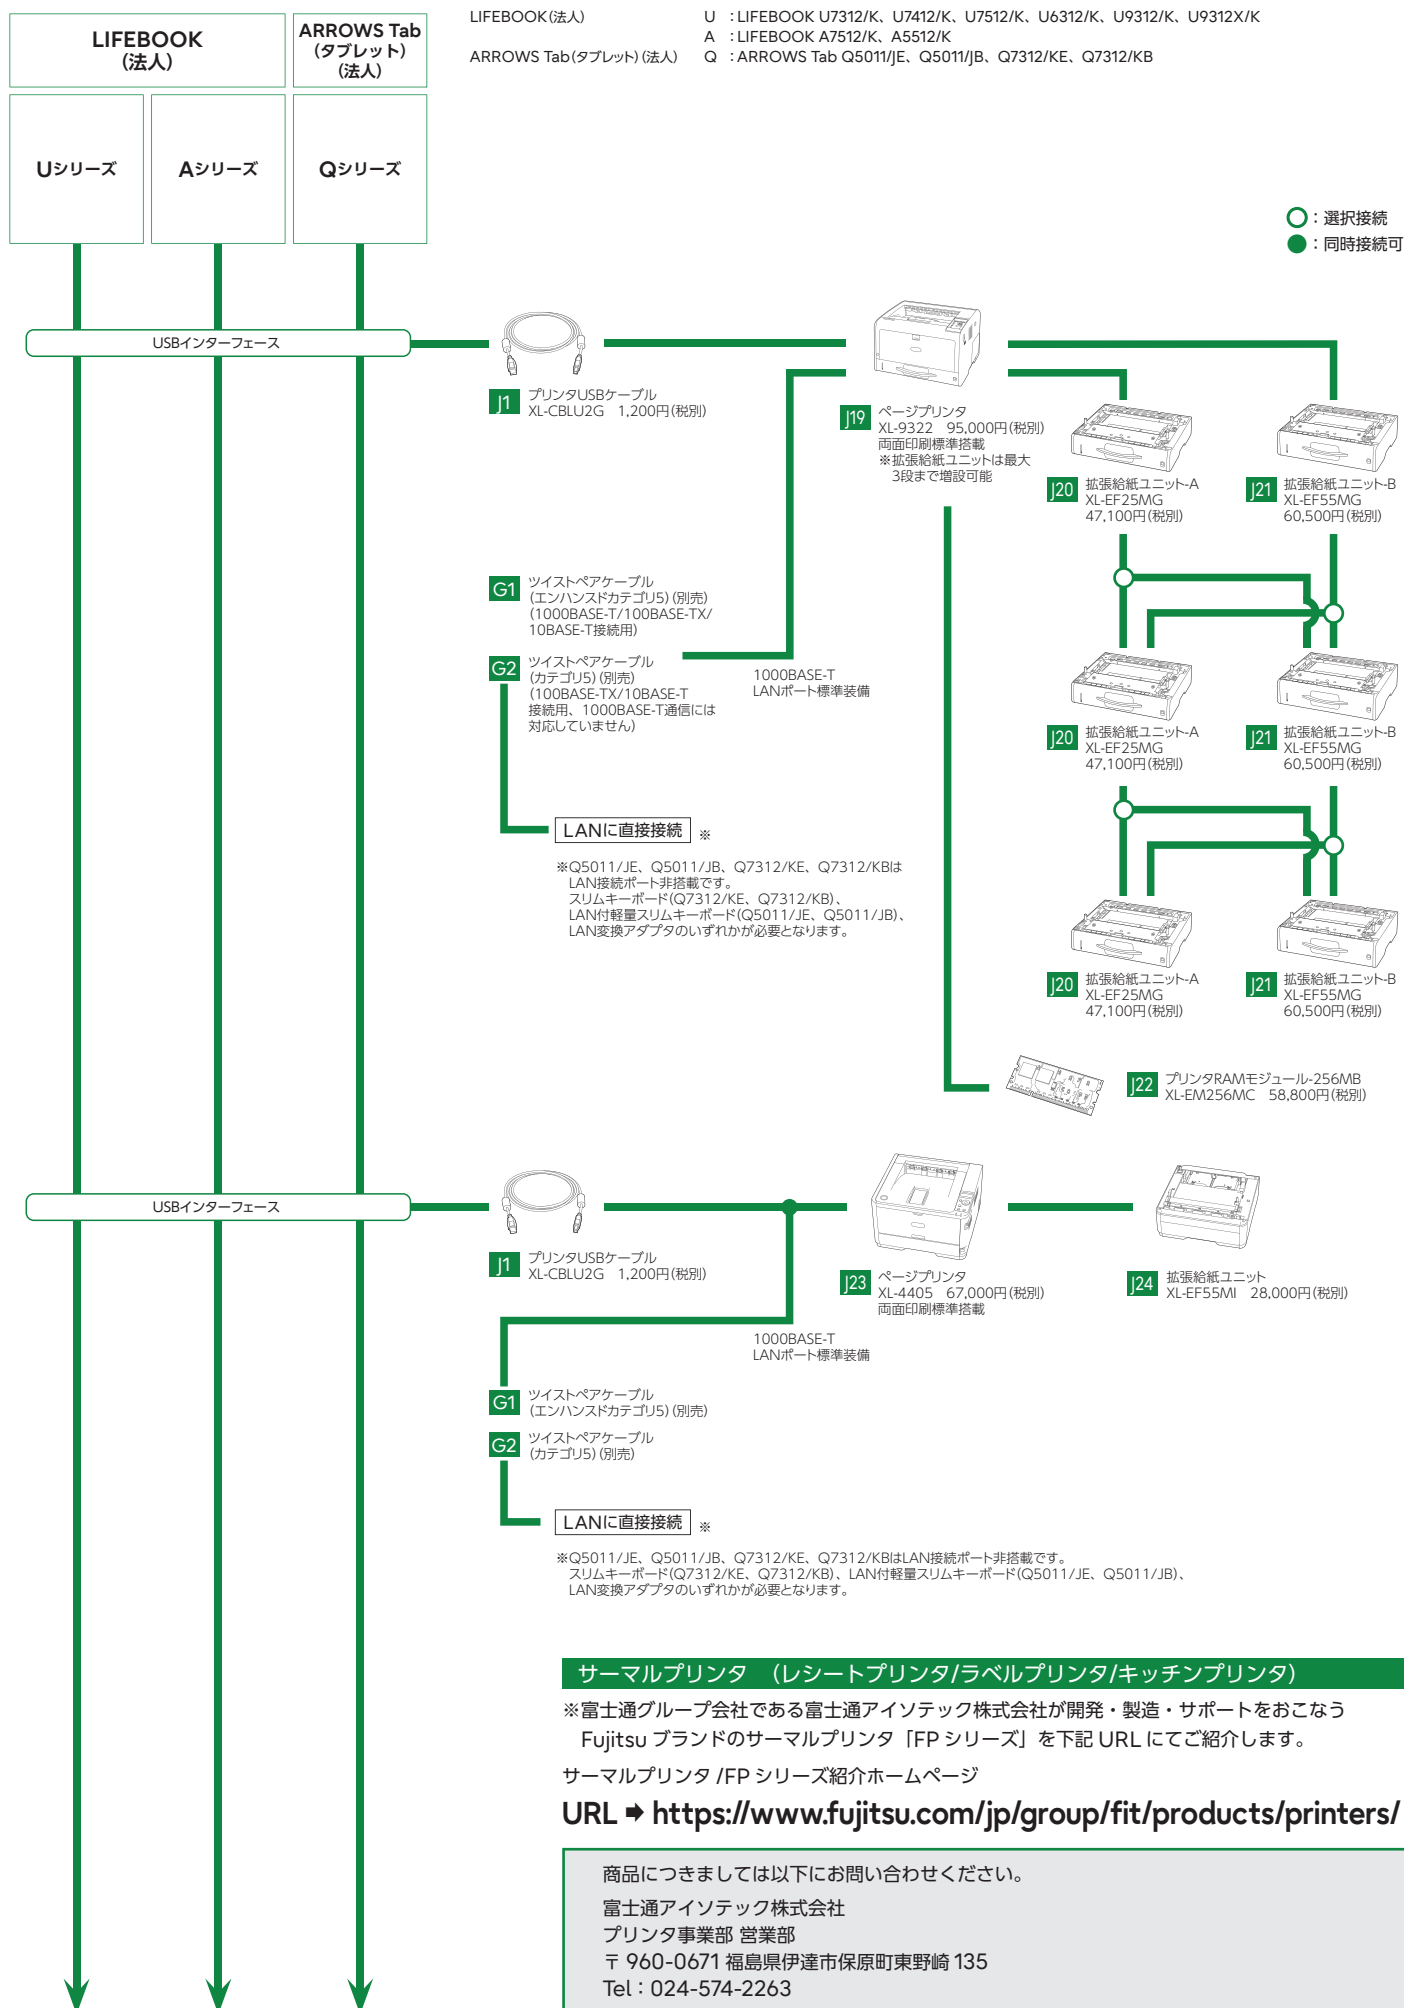 LIFEBOOK
(法人)
ARROWS Tab
(タブレット)
(法人)
LIFEBOOK(法人) U :LIFEBOOK U7312/K、U7412/K、U7512/K、U6312/K、U9312/K、U9312X/K
A :LIFEBOOK A7512/K、A5512/K
ARROWS Tab(タブレット)(法人) Q :ARROWS Tab Q5011/JE、Q5011/JB、Q7312/KE、Q7312/KB
Uシリーズ
Aシリーズ
Qシリーズ
:選択接続
:同時接続可
USBインターフェース
J1 プリンタUSBケーブル
XL-CBLU2G 1,200円(税別)
J19 ページプリンタ
XL-9322 95,000円(税別)
両面印刷標準搭載
※拡張給紙ユニットは最大
3段まで増設可能
J20 拡張給紙ユニット-A
XL-EF25MG
47,100円(税別)
J21 拡張給紙ユニット-B
XL-EF55MG
60,500円(税別)
G1 ツイストペアケーブル
(エンハンスドカテゴリ5)(別売)
(1000BASE-T/100BASE-TX/
10BASE-T接続用)
G2 ツイストペアケーブル
(カテゴリ5)(別売)
(100BASE-TX/10BASE-T
接続用、1000BASE-T通信には
対応していません)
1000BASE-T
LANポート標準装備
J20 拡張給紙ユニット-A
XL-EF25MG
47,100円(税別)
J21 拡張給紙ユニット-B
XL-EF55MG
60,500円(税別)
LANに直接接続 ※
※Q5011/JE、Q5011/JB、Q7312/KE、Q7312/KBは
LAN接続ポート非搭載です。
スリムキーボード(Q7312/KE、Q7312/KB)、
LAN付軽量スリムキーボード(Q5011/JE、Q5011/JB)、
LAN変換アダプタのいずれかが必要となります。
J20 拡張給紙ユニット-A
XL-EF25MG
47,100円(税別)
J21 拡張給紙ユニット-B
XL-EF55MG
60,500円(税別)
J22 プリンタRAMモジュール-256MB
XL-EM256MC 58,800円(税別)
USBインターフェース
J1 プリンタUSBケーブル
XL-CBLU2G 1,200円(税別)
J23 ページプリンタ
XL-4405 67,000円(税別)
両面印刷標準搭載
J24 拡張給紙ユニット
XL-EF55MI 28,000円(税別)
1000BASE-T
LANポート標準装備
G1 ツイストペアケーブル
(エンハンスドカテゴリ5)(別売)
G2 ツイストペアケーブル
(カテゴリ5)(別売)
LANに直接接続 ※
※Q5011/JE、Q5011/JB、Q7312/KE、Q7312/KBはLAN接続ポート非搭載です。
スリムキーボード(Q7312/KE、Q7312/KB)、LAN付軽量スリムキーボード(Q5011/JE、Q5011/JB)、
LAN変換アダプタのいずれかが必要となります。
サーマルプリンタ (レシートプリンタ/ラベルプリンタ/キッチンプリンタ)
※富士通グループ会社である富士通アイソテック株式会社が開発・製造・サポートをおこなう
Fujitsu ブランドのサーマルプリンタ「FP シリーズ」を下記 URL にてご紹介します。
サーマルプリンタ /FP シリーズ紹介ホームページ
URL ➡ https://www.fujitsu.com/jp/group/fit/products/printers/
商品につきましては以下にお問い合わせください。
富士通アイソテック株式会社
プリンタ事業部 営業部
〒 960-0671 福島県伊達市保原町東野崎 135
Tel:024-574-2263